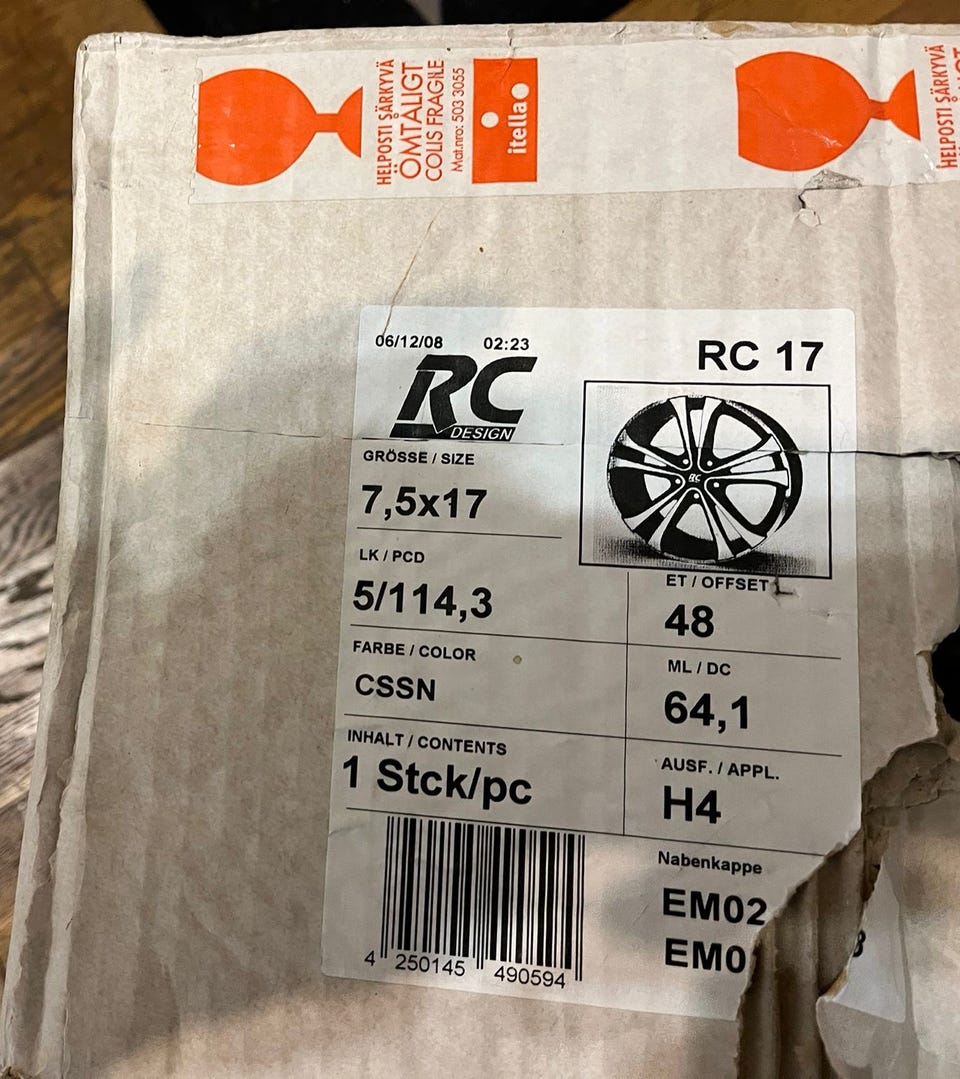 HELPOSTI SÄRKYVÄ
ÖMTÅLIGT
COLIS FRAGILE
Mat.nro: 503 3055
itella
HELPOSTI SÄRKYVÄ
06/12/08 02:23
RC 17
RC
DESIGN
RC
GRÖSSE / SIZE
7,5x17
LK / PCD
5/114,3
ET / OFFSET
48
FARBE / COLOR
CSSN
ML / DC
64,1
INHALT / CONTENTS
1 Stck/pc
AUSF. / APPL.
H4
Nabenkappe
EM02
EM0
4 250145 490594